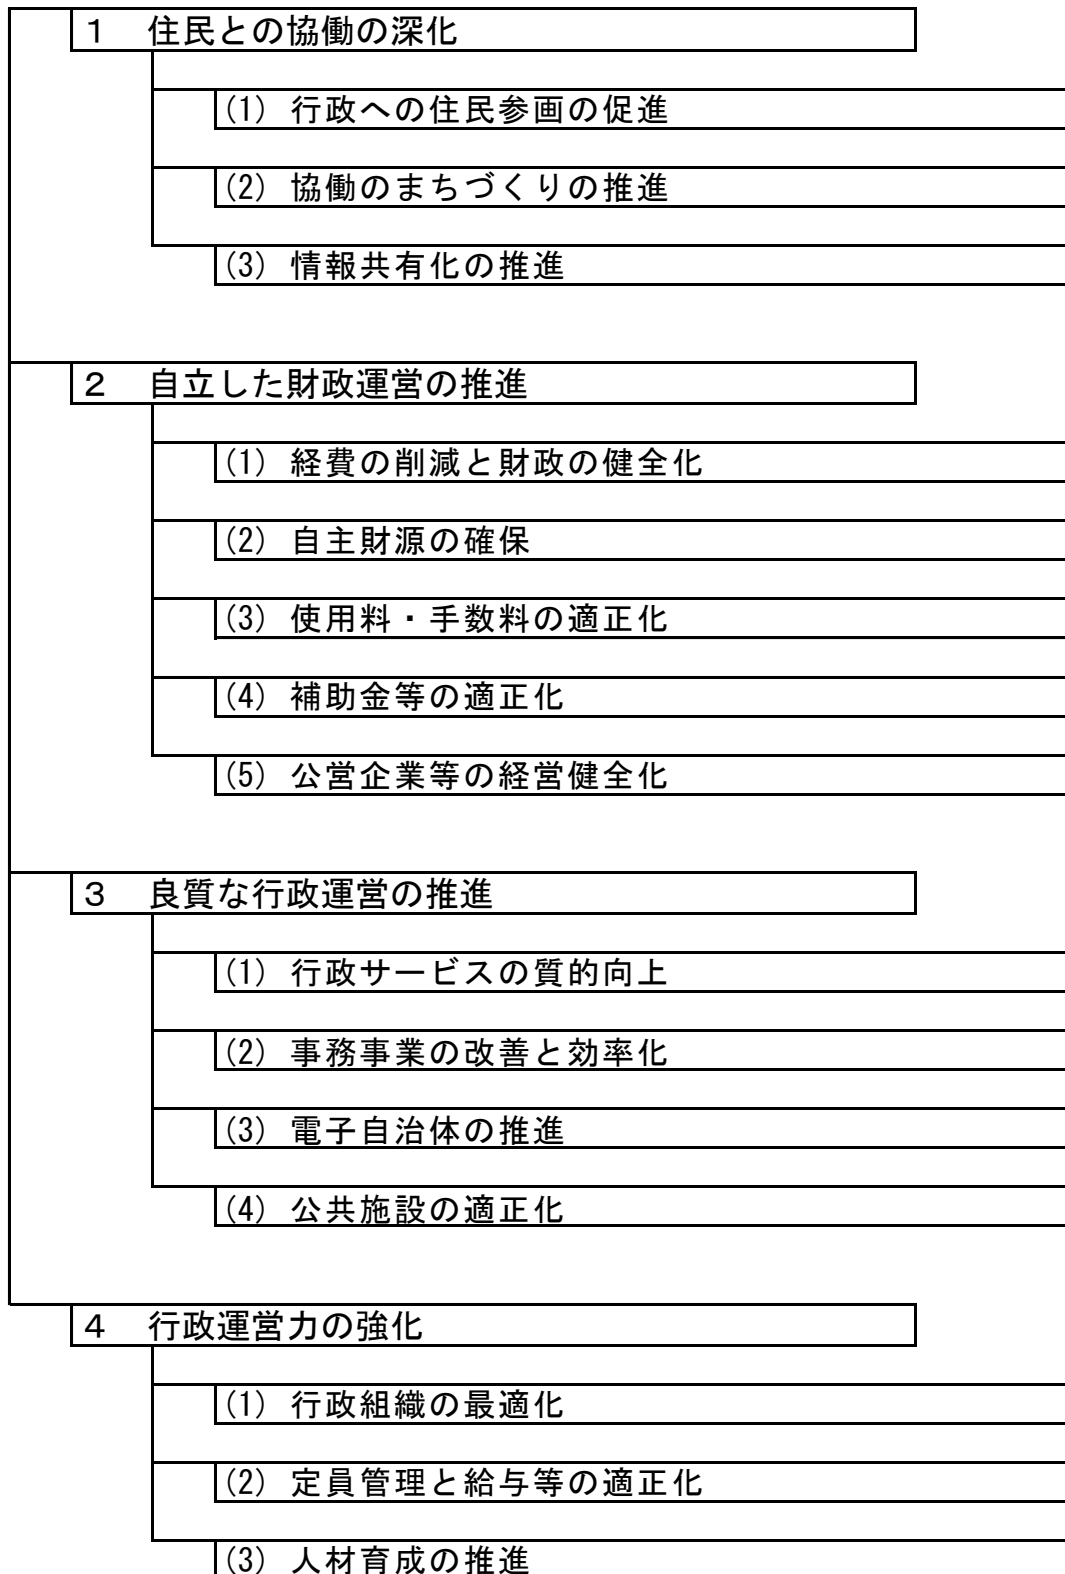 １　住民との協働の深化
(1) 行政への住民参画の促進
(2) 協働のまちづくりの推進
(3) 情報共有化の推進
２　自立した財政運営の推進
(1) 経費の削減と財政の健全化
(2) 自主財源の確保
(3) 使用料・手数料の適正化
(4) 補助金等の適正化
(5) 公営企業等の経営健全化
３　良質な行政運営の推進
(1) 行政サービスの質的向上
(2) 事務事業の改善と効率化
(3) 電子自治体の推進
(4) 公共施設の適正化
４　行政運営力の強化
(1) 行政組織の最適化
(2) 定員管理と給与等の適正化
(3) 人材育成の推進